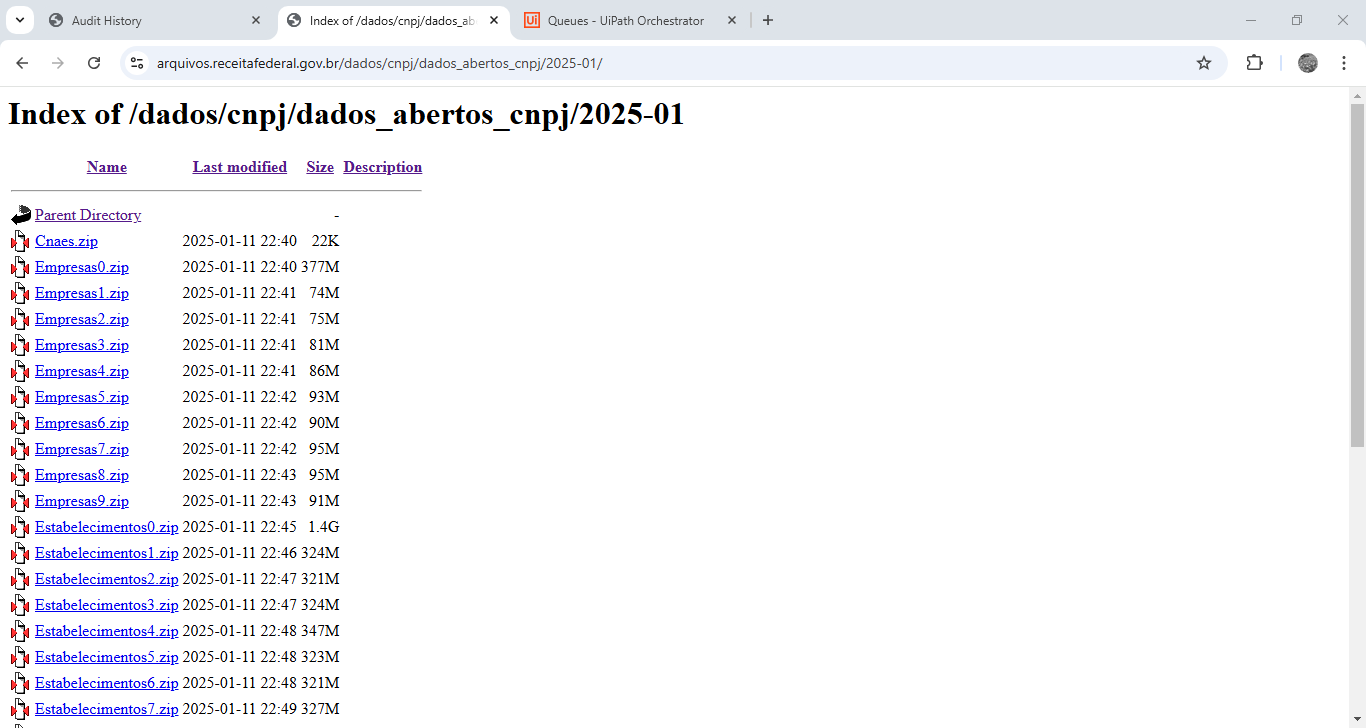 Audit History
Index of /dados/cnpj/dados_ab
Queues - UiPath Orchestrator
arquivos.receitafederal.gov.br/dados/cnpj/dados_abertos_cnpj/2025-01/
Index of /dados/cnpj/dados_abertos_cnpj/2025-01
Name Last modified Size Description
Parent Directory -
Cnaes.zip 2025-01-11 22:40 22K
Empresas0.zip 2025-01-11 22:40 377M
Empresas1.zip 2025-01-11 22:41 74M
Empresas2.zip 2025-01-11 22:41 75M
Empresas3.zip 2025-01-11 22:41 81M
Empresas4.zip 2025-01-11 22:41 86M
Empresas5.zip 2025-01-11 22:42 93M
Empresas6.zip 2025-01-11 22:42 90M
Empresas7.zip 2025-01-11 22:42 95M
Empresas8.zip 2025-01-11 22:43 95M
Empresas9.zip 2025-01-11 22:43 91M
Estabelecimentos0.zip 2025-01-11 22:45 1.4G
Estabelecimentos1.zip 2025-01-11 22:46 324M
Estabelecimentos2.zip 2025-01-11 22:47 321M
Estabelecimentos3.zip 2025-01-11 22:47 324M
Estabelecimentos4.zip 2025-01-11 22:48 347M
Estabelecimentos5.zip 2025-01-11 22:48 323M
Estabelecimentos6.zip 2025-01-11 22:48 321M
Estabelecimentos7.zip 2025-01-11 22:49 327M